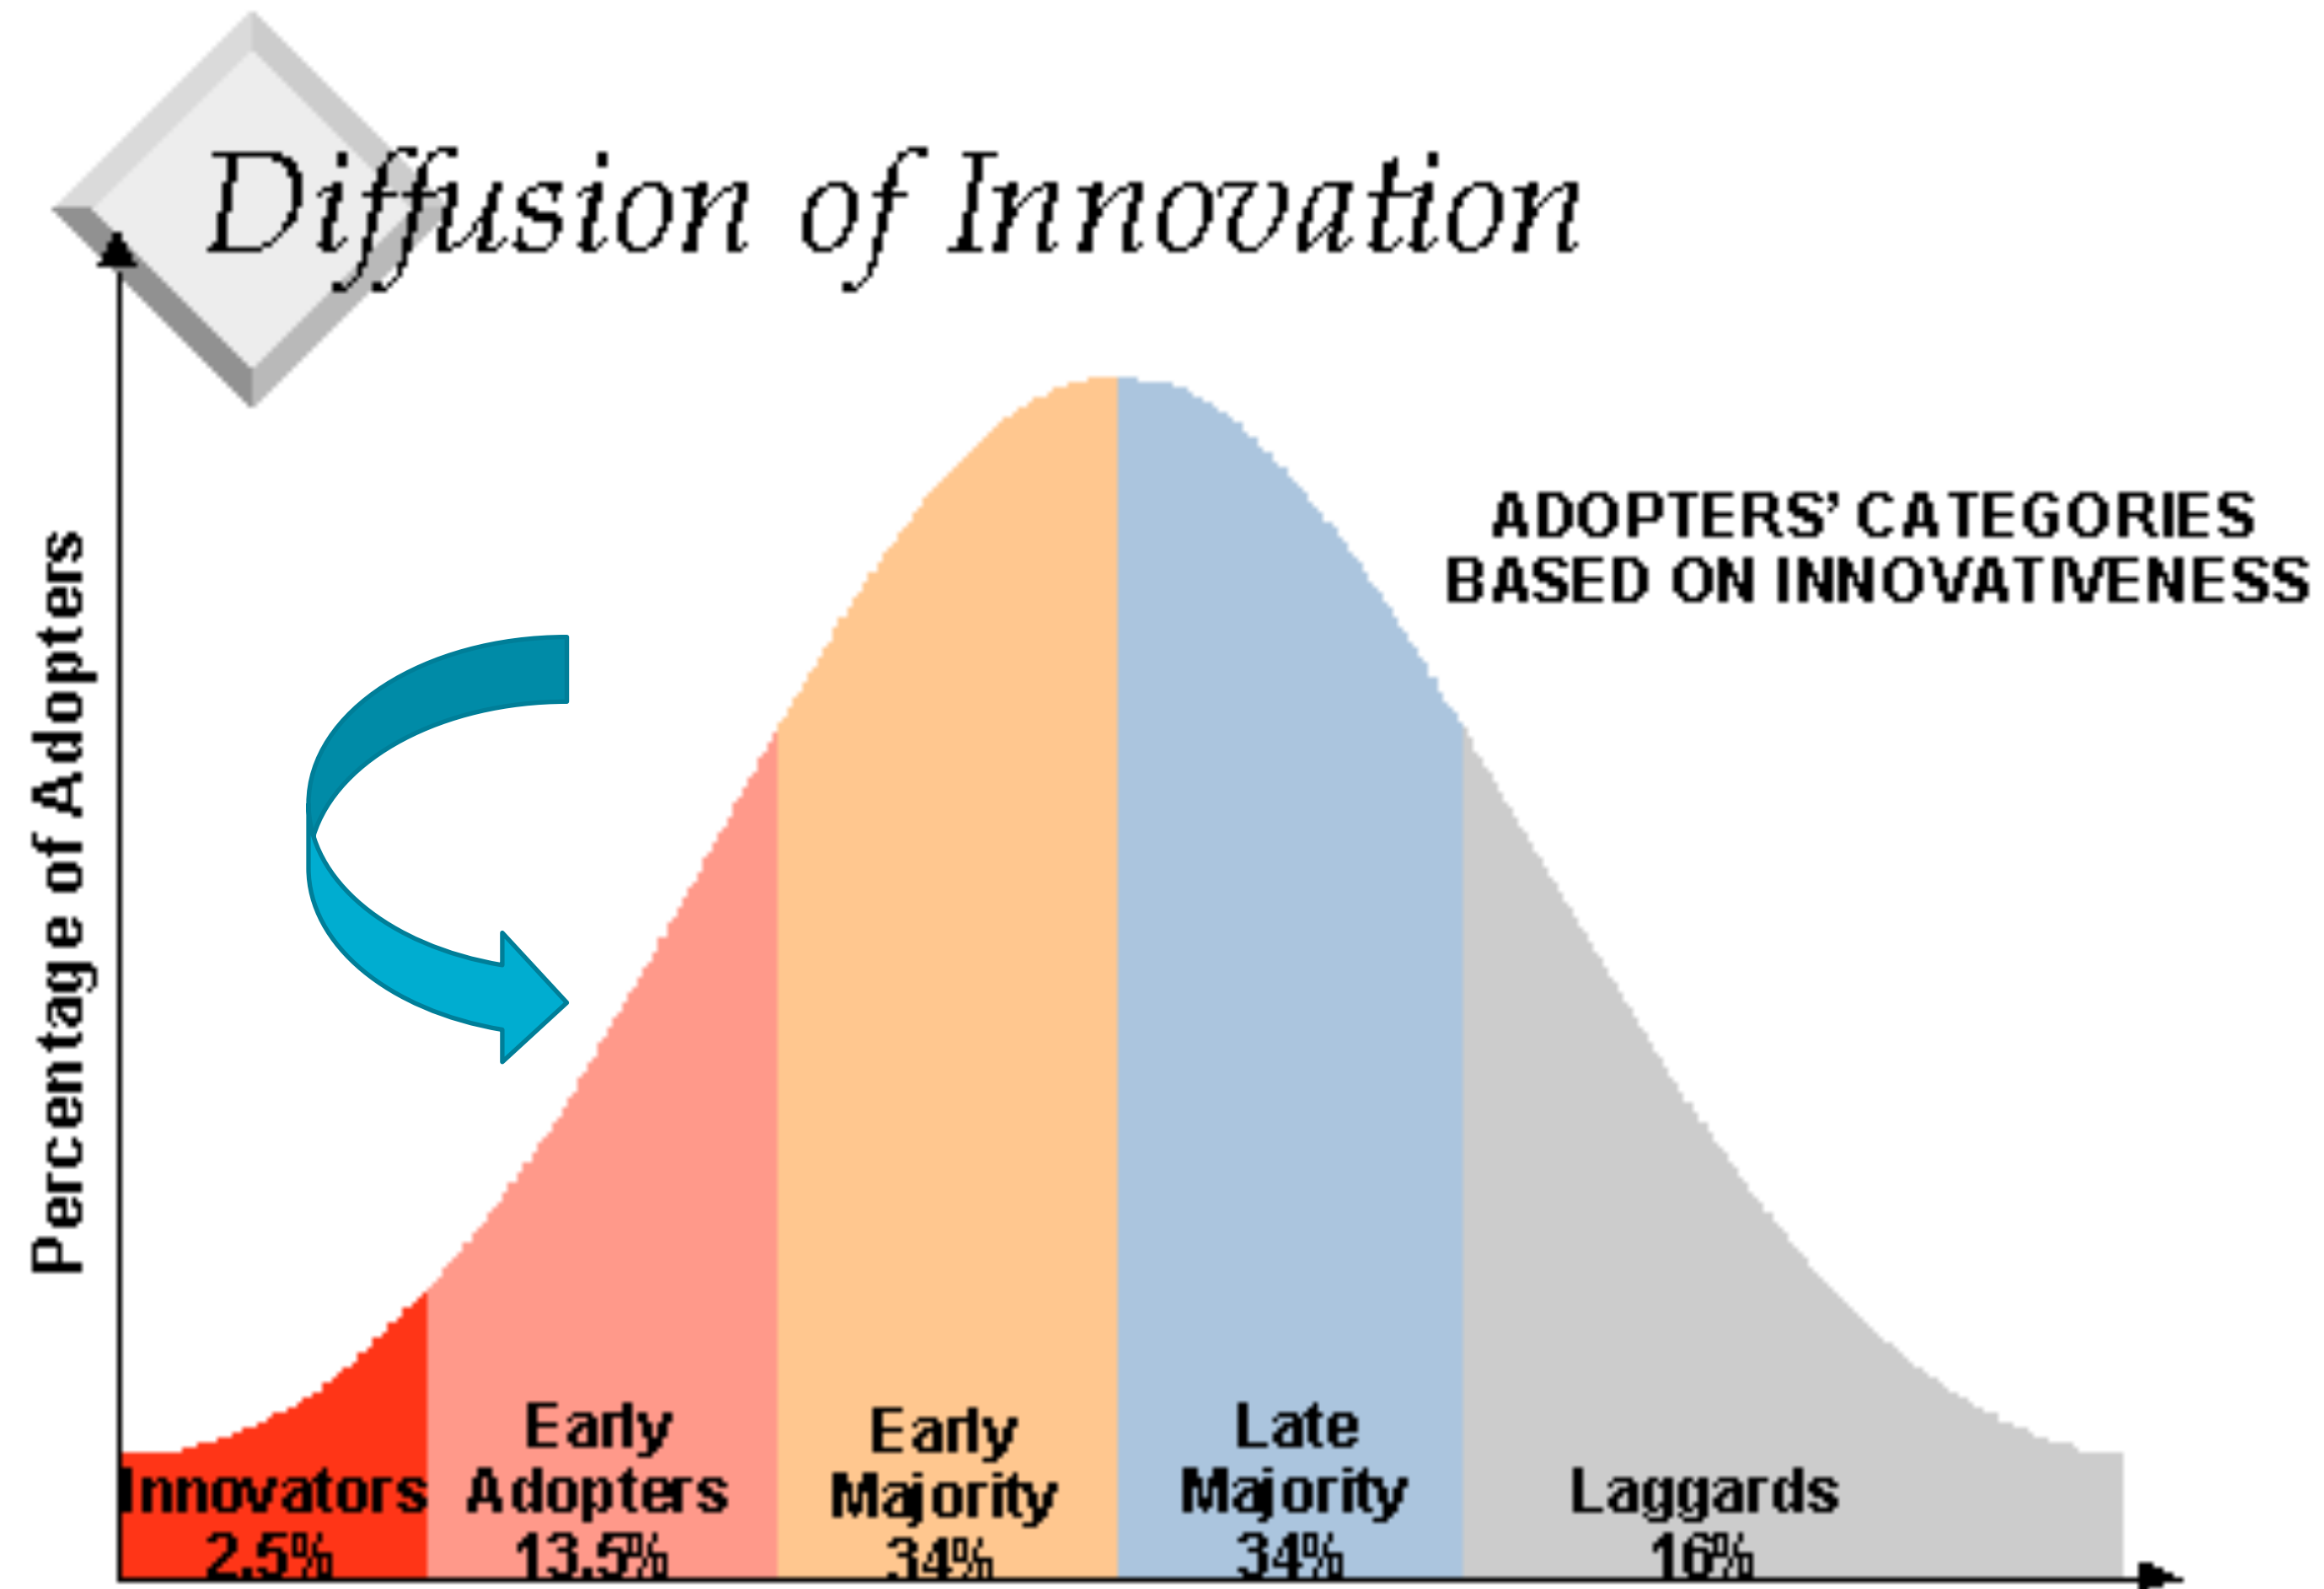 Diffusion of Innovation
ADOPTERS’ CATEGORIES
BASED ON INNOVATIVENESS
Percentage of Adopters
Innovators
2.5%
Early
Adopters
13.5%
Early
Majority
34%
Late
Majority
34%
Laggards
16%